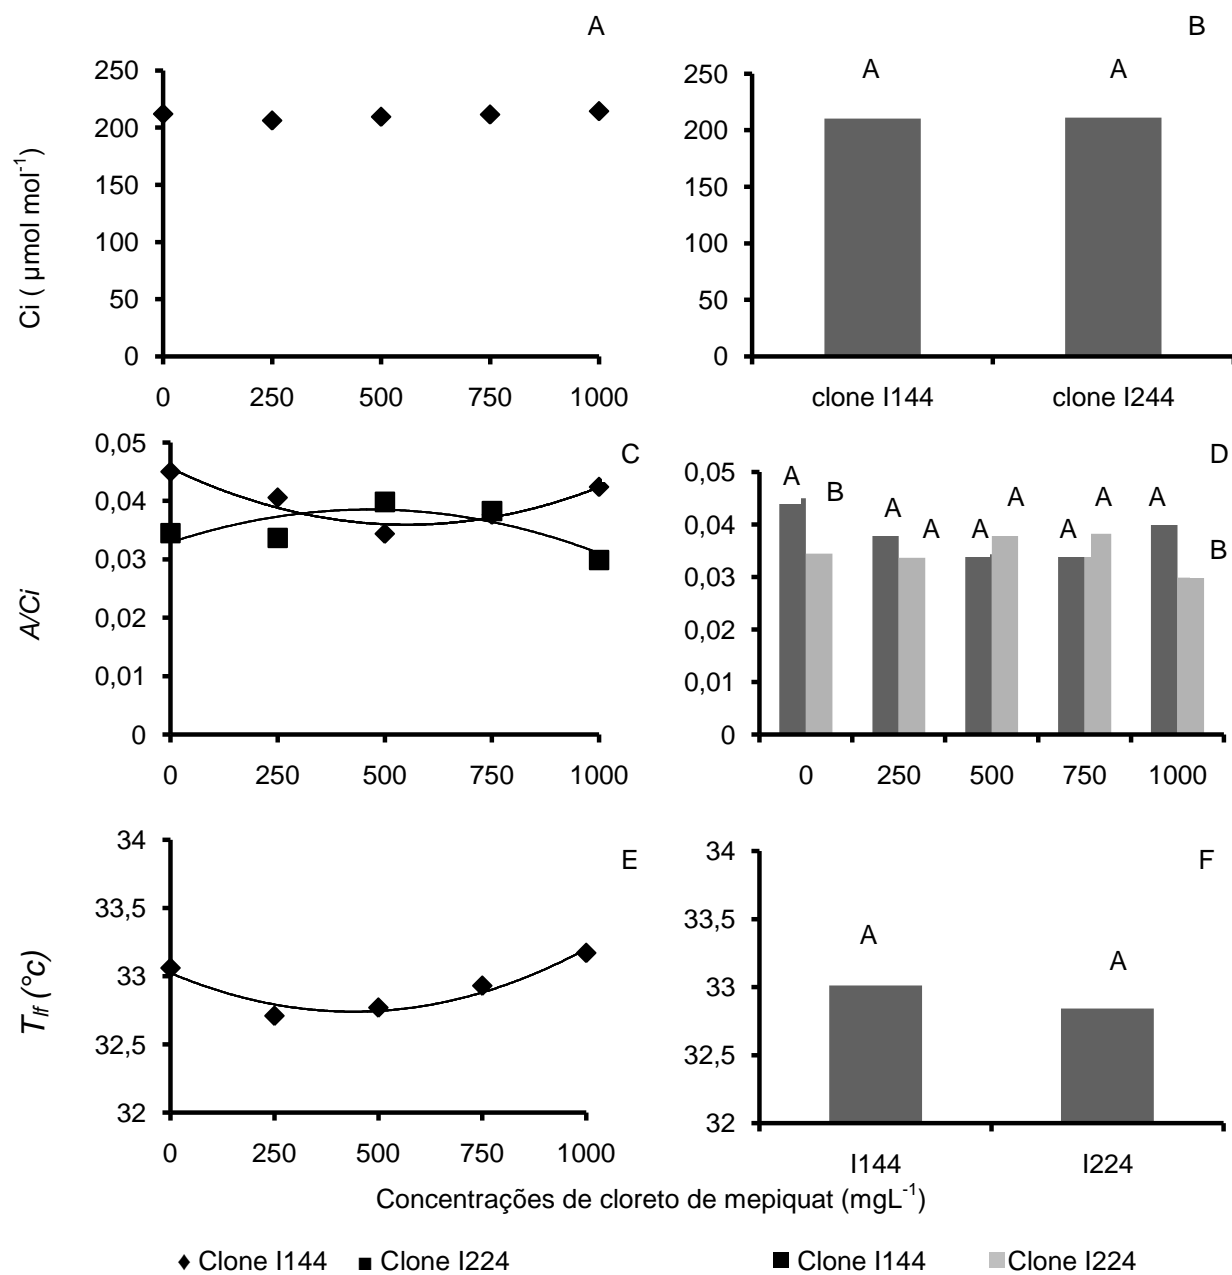 A
Ci ( µmol mol⁻¹)
250
200
150
100
50
0
0 250 500 750 1000
B
250
200
150
100
50
0
A A
clone I144 clone I244
C
A/Ci
0,05
0,04
0,03
0,02
0,01
0
0 250 500 750 1000
D
0,05
0,04
0,03
0,02
0,01
0
A B A A A A A A A B
0 250 500 750 1000
E
T_lf (°c)
34
33,5
33
32,5
32
0 250 500 750 1000
F
34
33,5
33
32,5
32
A A
I144 I224
Concentrações de cloreto de mepiquat (mgL⁻¹)
Clone I144 Clone I224
Clone I144 Clone I224